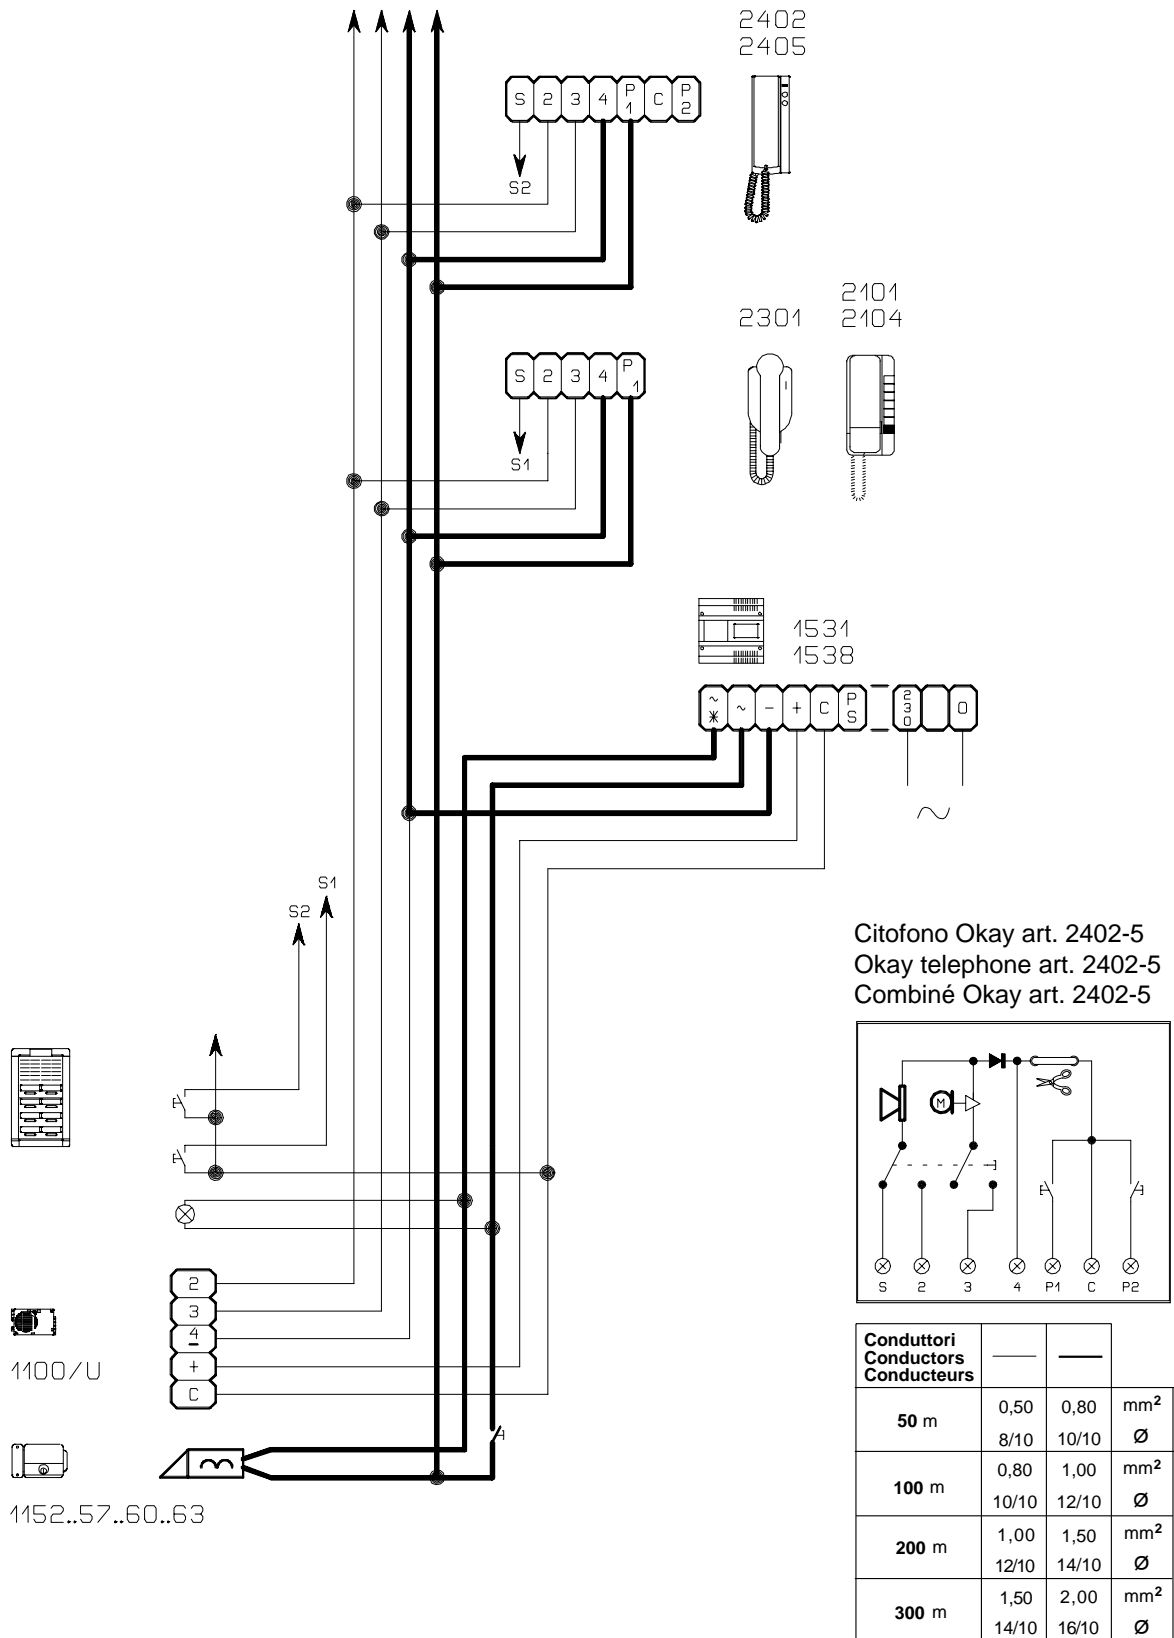 2402
2405
S 2 3 4 P1 C P2
S2
2301
2101
2104
S 2 3 4 P1
S1
1531
1538
~* ~ - + C PS 230 0
~
S1
S2
Citofono Okay art. 2402-5
Okay telephone art. 2402-5
Combiné Okay art. 2402-5
M
S 2 3 4 P1 C P2
2
3
4
+
C
1100/U
1152..57..60..63
Conduttori
Conductors
Conducteurs
50 m 0,50 0,80 mm²
8/10 10/10 Ø
100 m 0,80 1,00 mm²
10/10 12/10 Ø
200 m 1,00 1,50 mm²
12/10 14/10 Ø
300 m 1,50 2,00 mm²
14/10 16/10 Ø